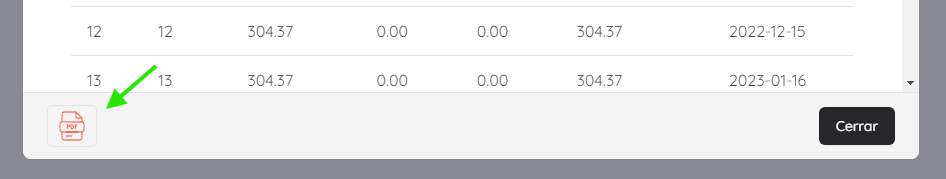 12 12 304.37 0.00 0.00 304.37 2022-12-15
13 13 304.37 0.00 0.00 304.37 2023-01-16
PDF
Cerrar